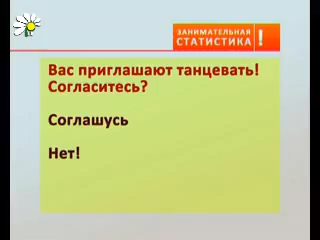 ЗАНИМАТЕЛЬНАЯ
СТАТИСТИКА !
Вас приглашают танцевать!
Согласитесь?
Соглашусь
Нет!